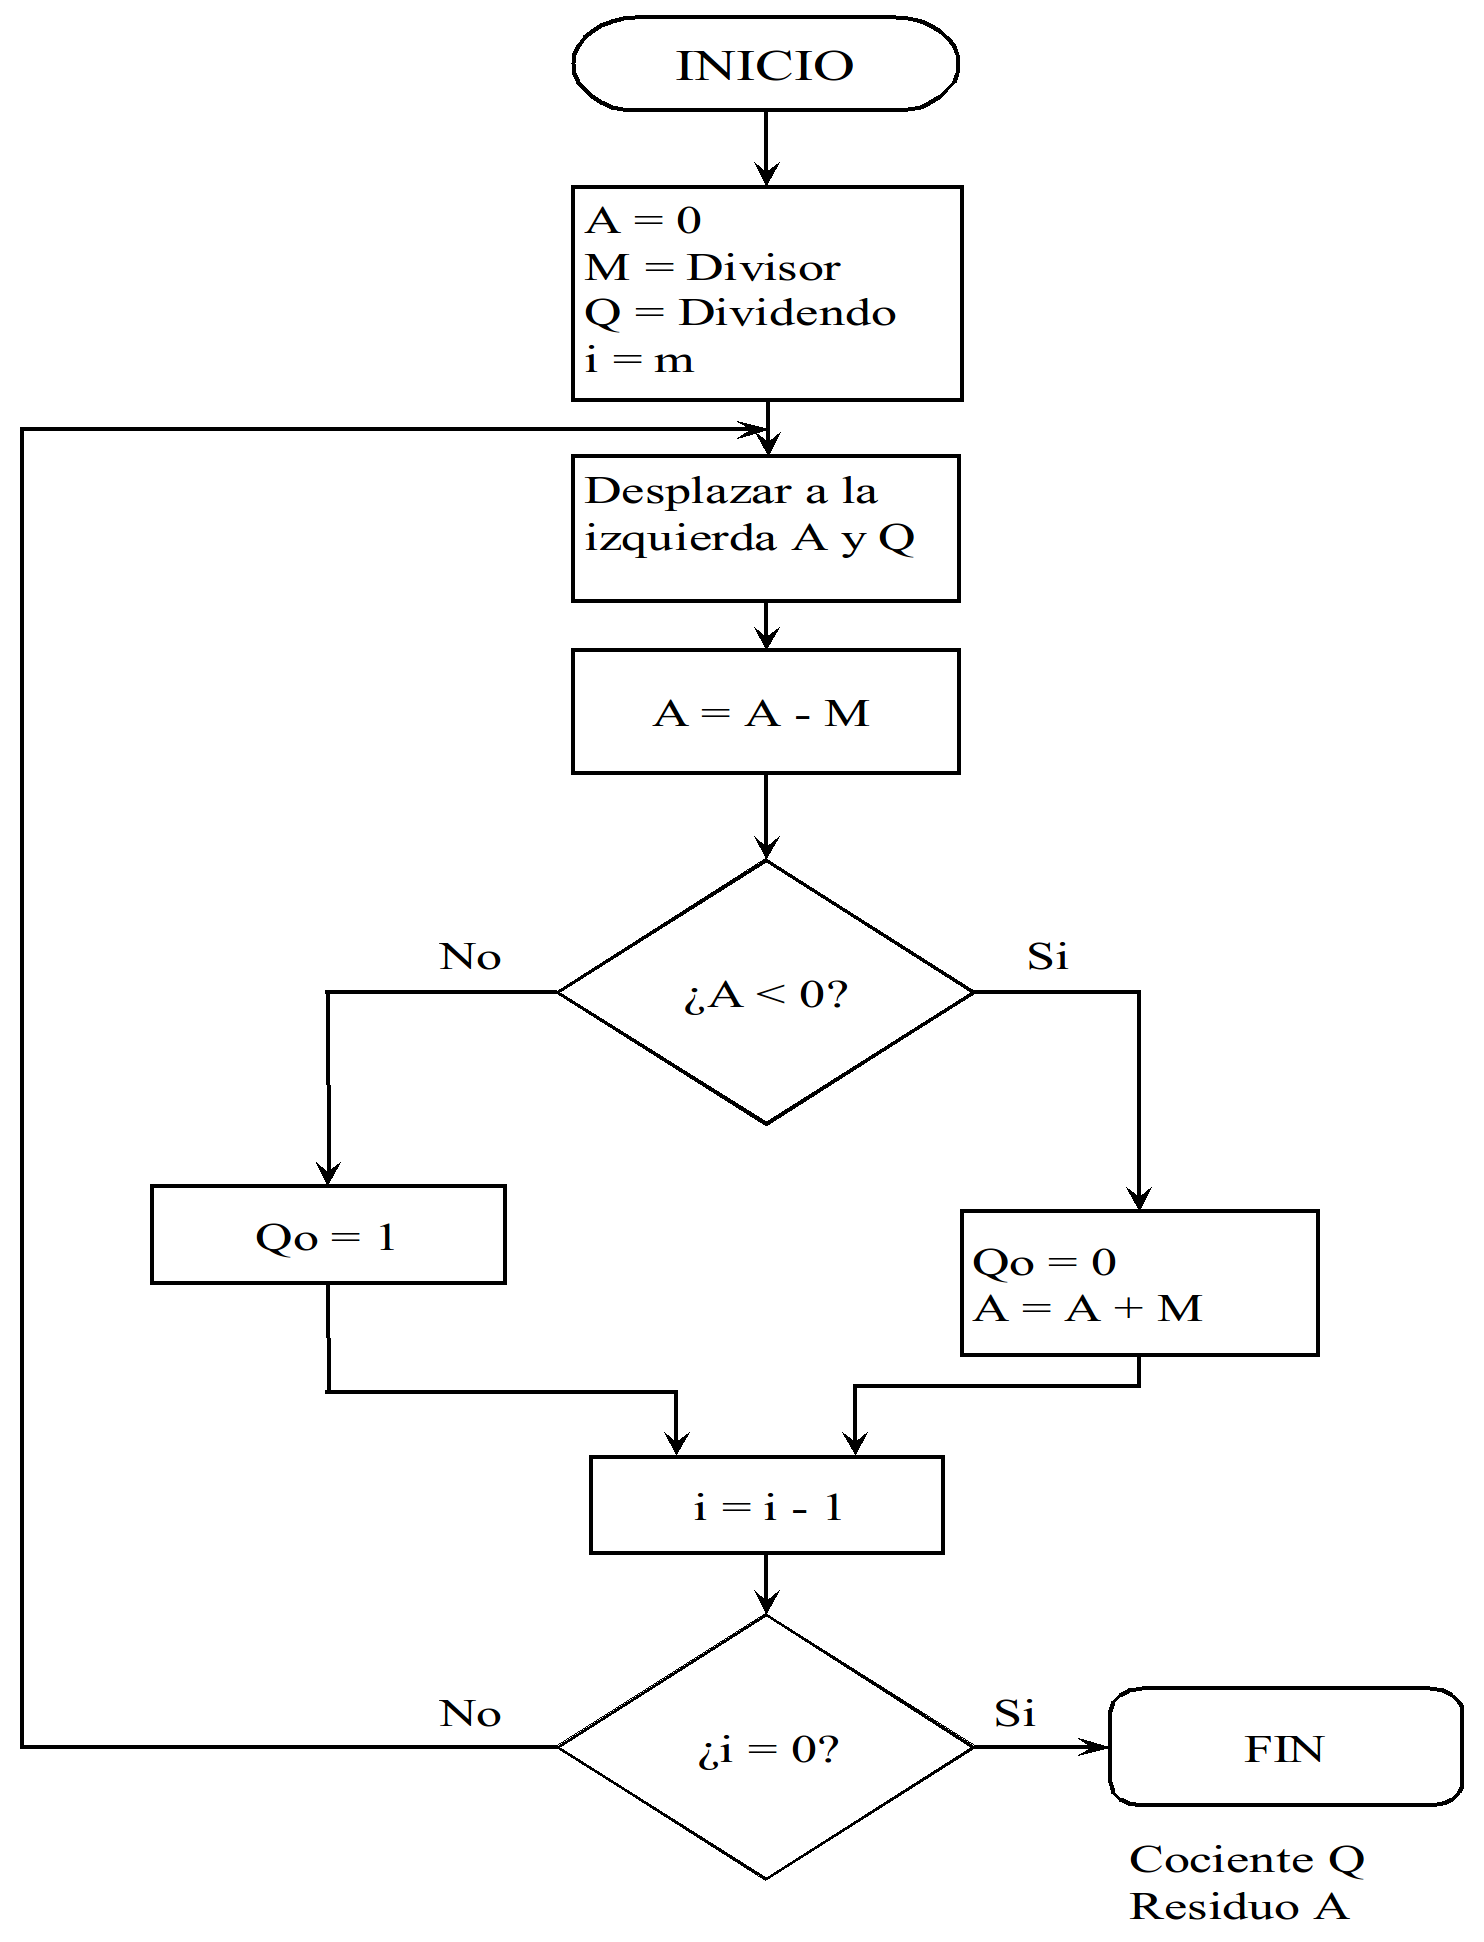 INICIO
A = 0
M = Divisor
Q = Dividendo
i = m
Desplazar a la
izquierda A y Q
A = A - M
No
Si
¿A < 0?
Qo = 1
Qo = 0
A = A + M
i = i - 1
No
Si
¿i = 0?
FIN
Cociente Q
Residuo A